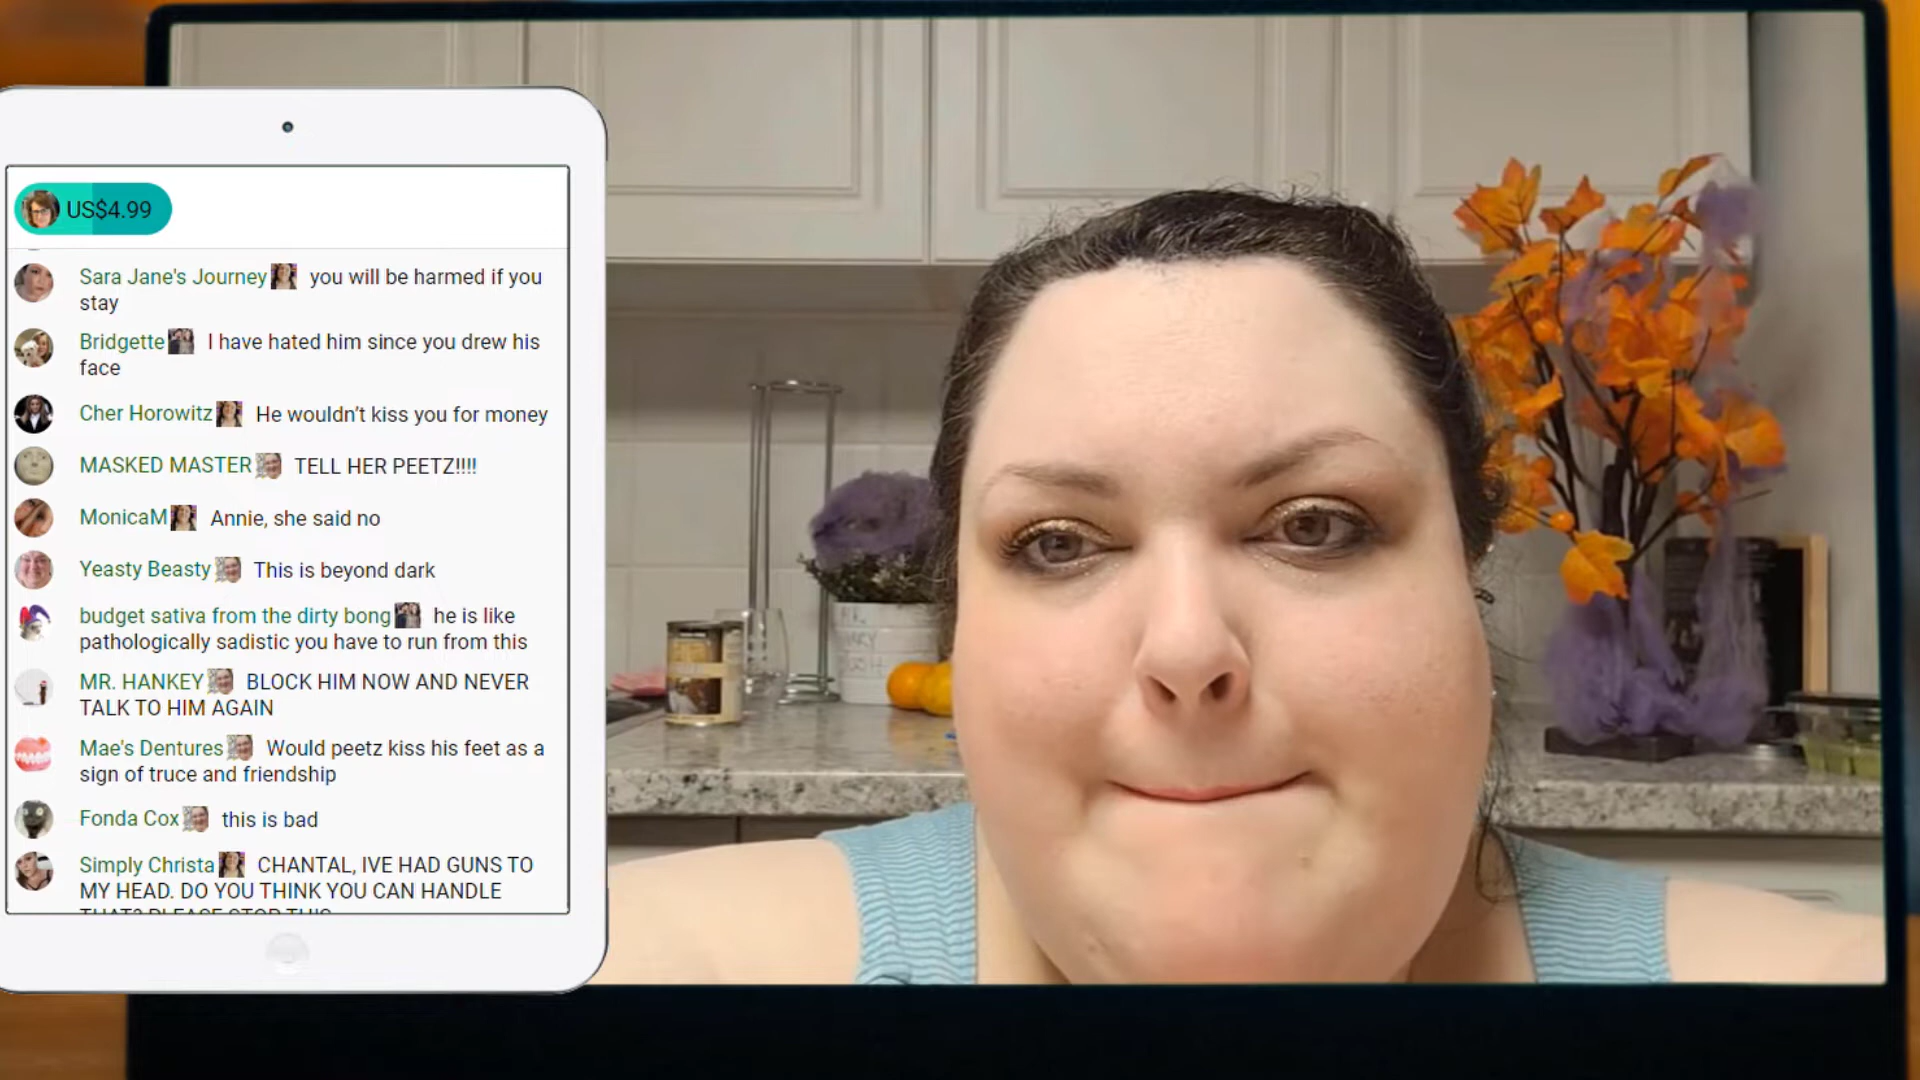 US$4.99
Sara Jane's Journey you will be harmed if you
stay
Bridgette I have hated him since you drew his
face
Cher Horowitz He wouldn’t kiss you for money
MASKED MASTER TELL HER PEETZ!!!!
MonicaM Annie, she said no
Yeasty Beasty This is beyond dark
budget sativa from the dirty bong he is like
pathologically sadistic you have to run from this
MR. HANKEY BLOCK HIM NOW AND NEVER
TALK TO HIM AGAIN
Mae's Dentures Would peetz kiss his feet as a
sign of truce and friendship
Fonda Cox this is bad
Simply Christa CHANTAL, IVE HAD GUNS TO
MY HEAD. DO YOU THINK YOU CAN HANDLE
THAT? PLEASE STOP THIS